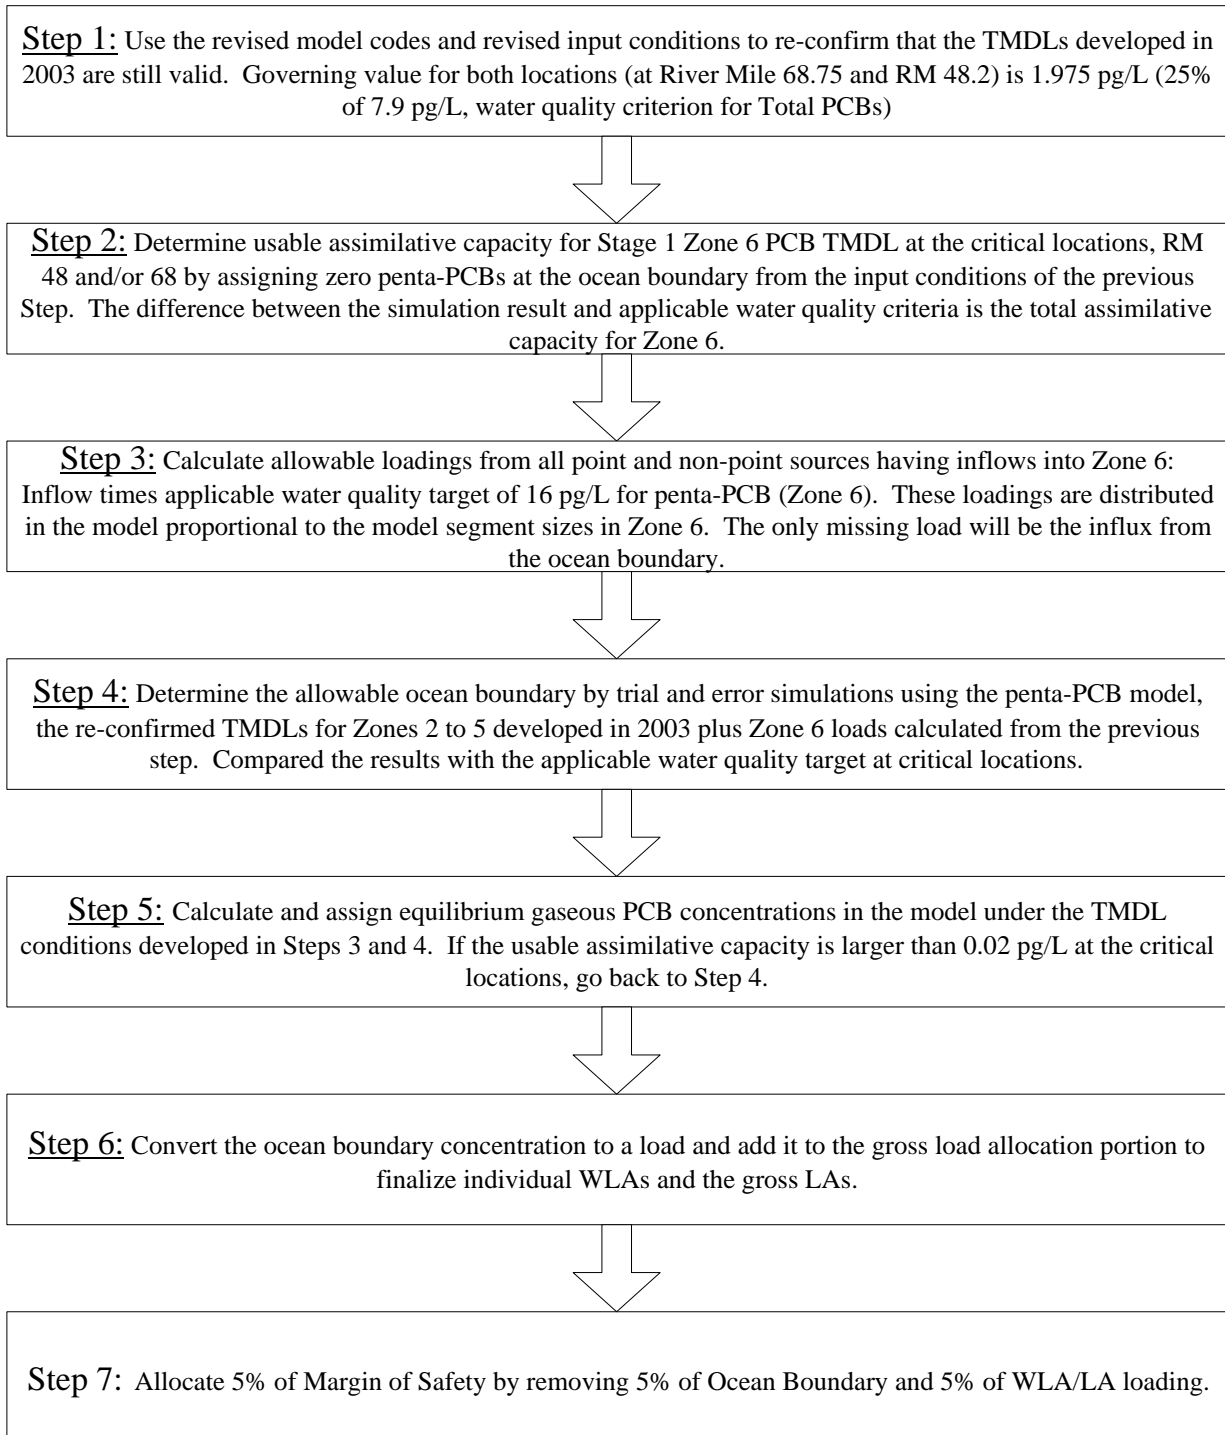 Step 1: Use the revised model codes and revised input conditions to re-confirm that the TMDLs developed in
2003 are still valid.  Governing value for both locations (at River Mile 68.75 and RM 48.2) is 1.975 pg/L (25%
of 7.9 pg/L, water quality criterion for Total PCBs)
Step 2: Determine usable assimilative capacity for Stage 1 Zone 6 PCB TMDL at the critical locations, RM
48 and/or 68 by assigning zero penta-PCBs at the ocean boundary from the input conditions of the previous
Step.  The difference between the simulation result and applicable water quality criteria is the total assimilative
capacity for Zone 6.
Step 3: Calculate allowable loadings from all point and non-point sources having inflows into Zone 6:
Inflow times applicable water quality target of 16 pg/L for penta-PCB (Zone 6).  These loadings are distributed
in the model proportional to the model segment sizes in Zone 6.  The only missing load will be the influx from
the ocean boundary.
Step 4: Determine the allowable ocean boundary by trial and error simulations using the penta-PCB model,
the re-confirmed TMDLs for Zones 2 to 5 developed in 2003 plus Zone 6 loads calculated from the previous
step.  Compared the results with the applicable water quality target at critical locations.
Step 5: Calculate and assign equilibrium gaseous PCB concentrations in the model under the TMDL
conditions developed in Steps 3 and 4.  If the usable assimilative capacity is larger than 0.02 pg/L at the critical
locations, go back to Step 4.
Step 6: Convert the ocean boundary concentration to a load and add it to the gross load allocation portion to
finalize individual WLAs and the gross LAs.
Step 7: Allocate 5% of Margin of Safety by removing 5% of Ocean Boundary and 5% of WLA/LA loading.